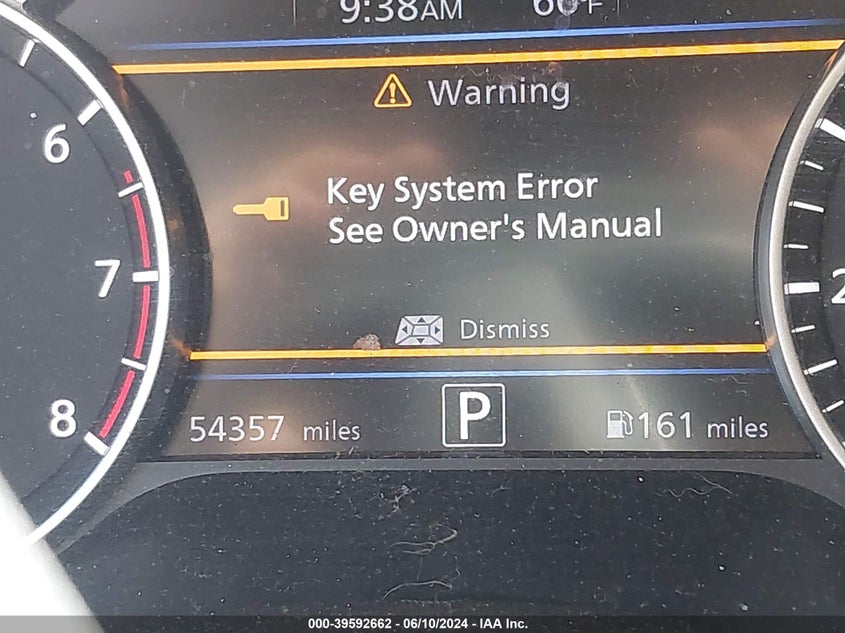 9:38AM 60°F
Warning
6
Key System Error
See Owner's Manual
7
Dismiss
8
54357 miles
P
161 miles
000-39592662 - 06/10/2024 - IAA Inc.